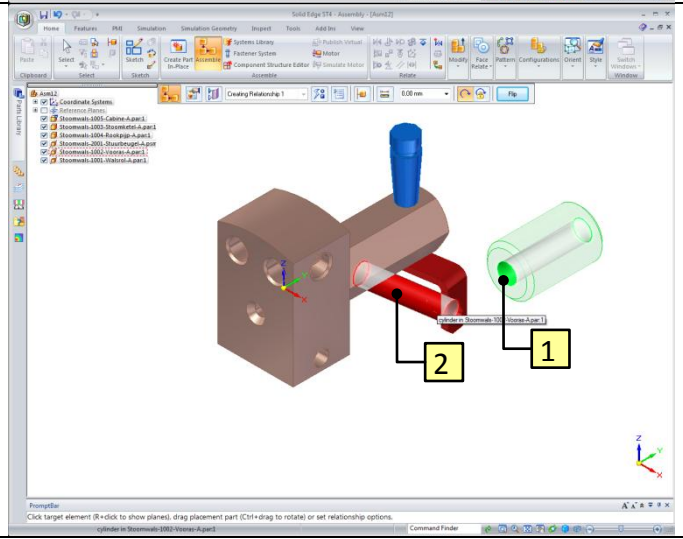 Solid Edge ST4 - Assembly - [Asm12]
Home Features PMI Simulation Simulation Geometry Inspect Tools Add Ins View
Paste
Select
Sketch
Create Part In-Place
Assemble
Systems Library
Fastener System
Component Structure Editor
Publish Virtual
Motor
Simulate Motor
Modify
Face Relate
Pattern
Configurations
Orient
Style
Switch Windows
Clipboard Select Sketch Assemble Relate Window
Parts Library
Creating Relationship 1
0.00 mm
Flip
Asm12
Coordinate Systems
Reference Planes
Stoomwals-1005-Cabine-A.par:1
Stoomwals-1003-Stoomketel-A.par:1
Stoomwals-1004-Rookpijp-A.par:1
Stoomwals-2001-Stuurbeugel-A.psm
Stoomwals-1002-Vooras-A.par:1
Stoomwals-1001-Walsrol-A.par:1
Z
Y
X
cylinder in Stoomwals-1002-Vooras-A.par:1
1
2
Z
Y
X
PromptBar
Click target element (R+click to show planes), drag placement part (Ctrl+drag to rotate) or set relationship options.
cylinder in Stoomwals-1002-Vooras-A.par:1
Command Finder